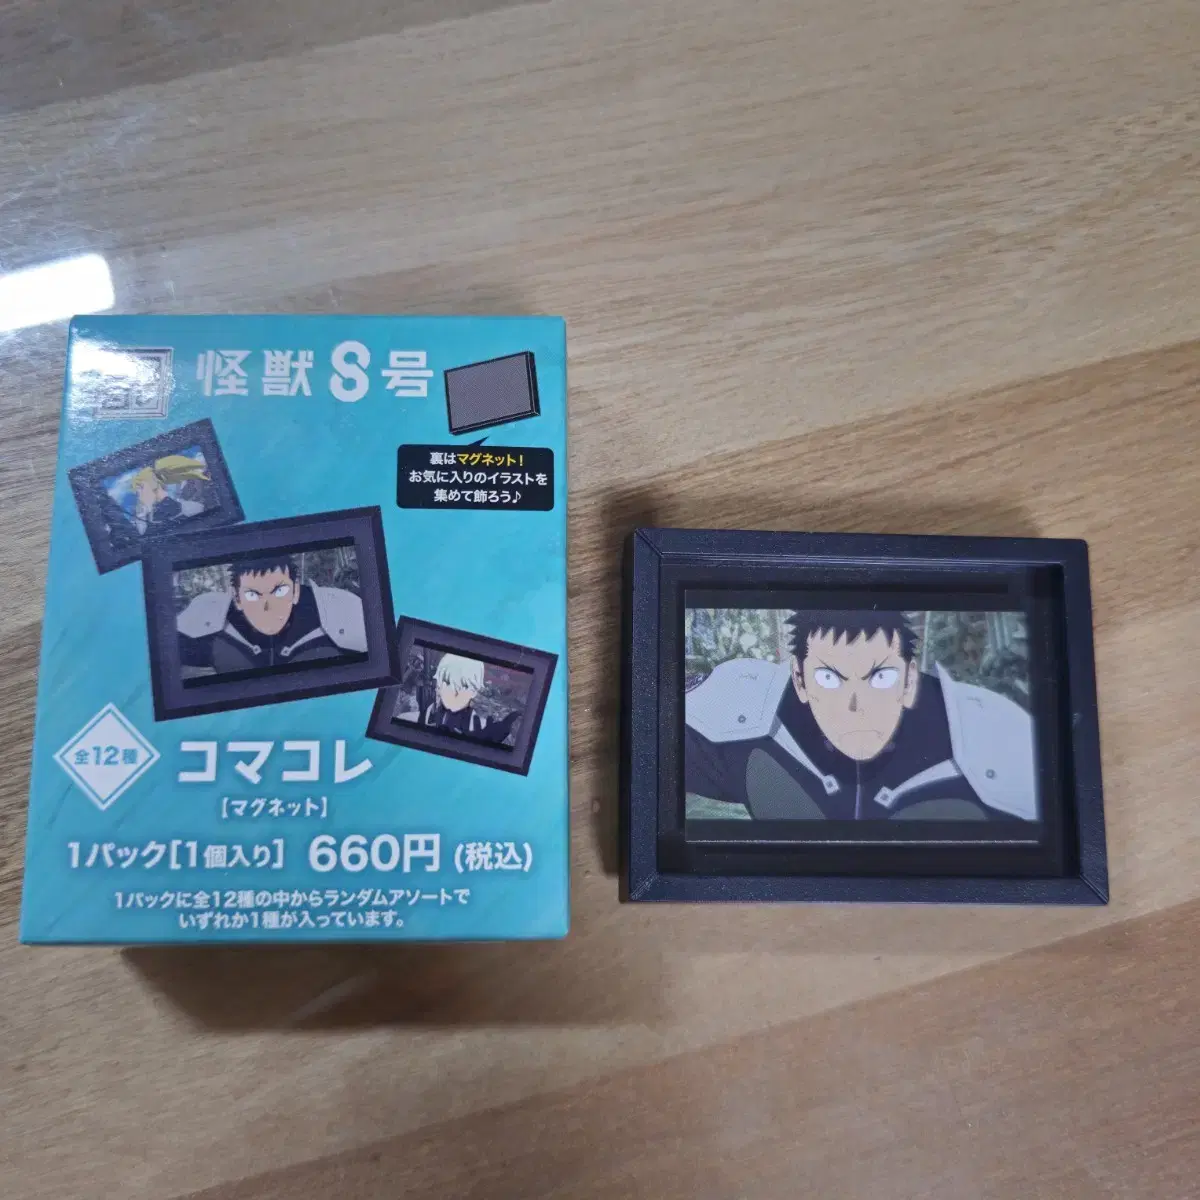 怪獣8号
裏はマグネット!
お気に入りのイラストを
集めて飾ろう♪
全12種
コマコレ
【マグネット】
1パック[1個入り] 660円 (税込)
1パックに全12種の中からランダムアソートで
いずれか1種が入っています。